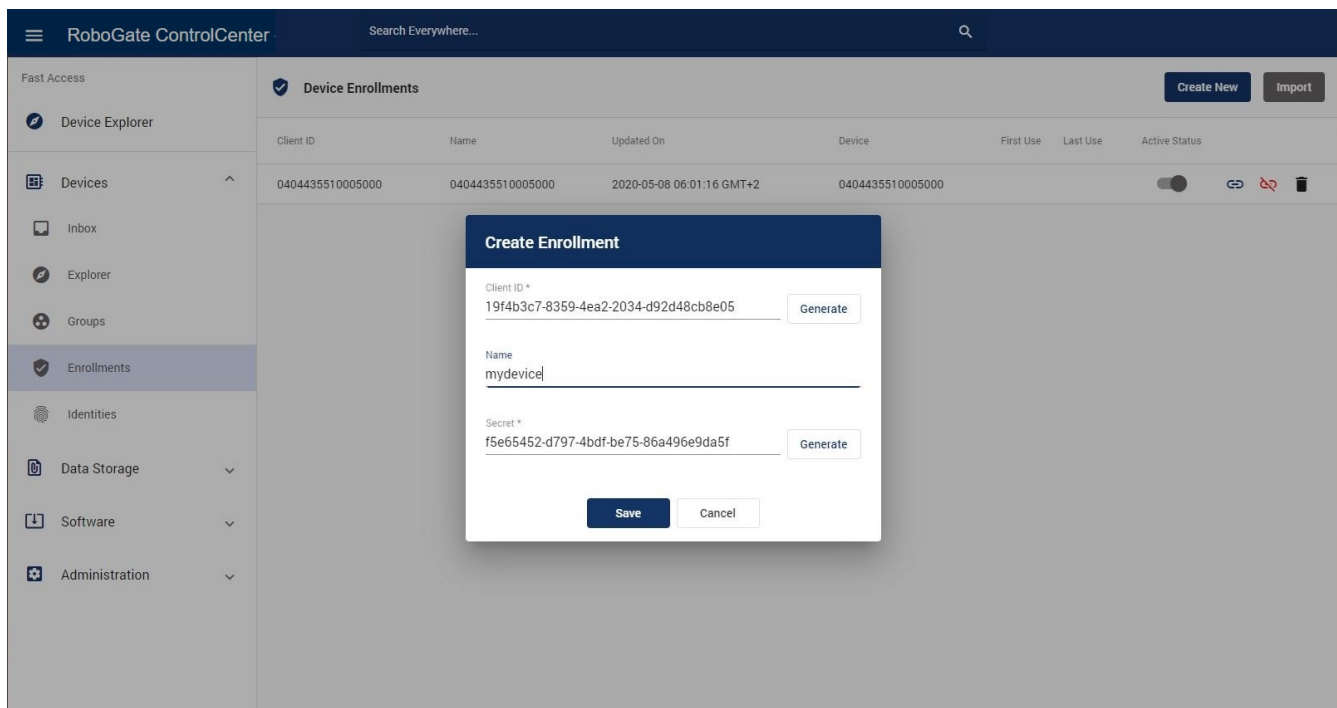 RoboGate ControlCenter
Search Everywhere...
Fast Access
Device Explorer
Devices
Inbox
Explorer
Groups
Enrollments
Identities
Data Storage
Software
Administration
Device Enrollments
Create New
Import
Client ID Name Updated On Device First Use Last Use Active Status
0404435510005000 0404435510005000 2020-05-08 06:01:16 GMT+2 0404435510005000
Create Enrollment
Client ID *
19f4b3c7-8359-4ea2-2034-d92d48cb8e05
Generate
Name
mydevice
Secret *
f5e65452-d797-4bdf-be75-86a496e9da5f
Generate
Save
Cancel